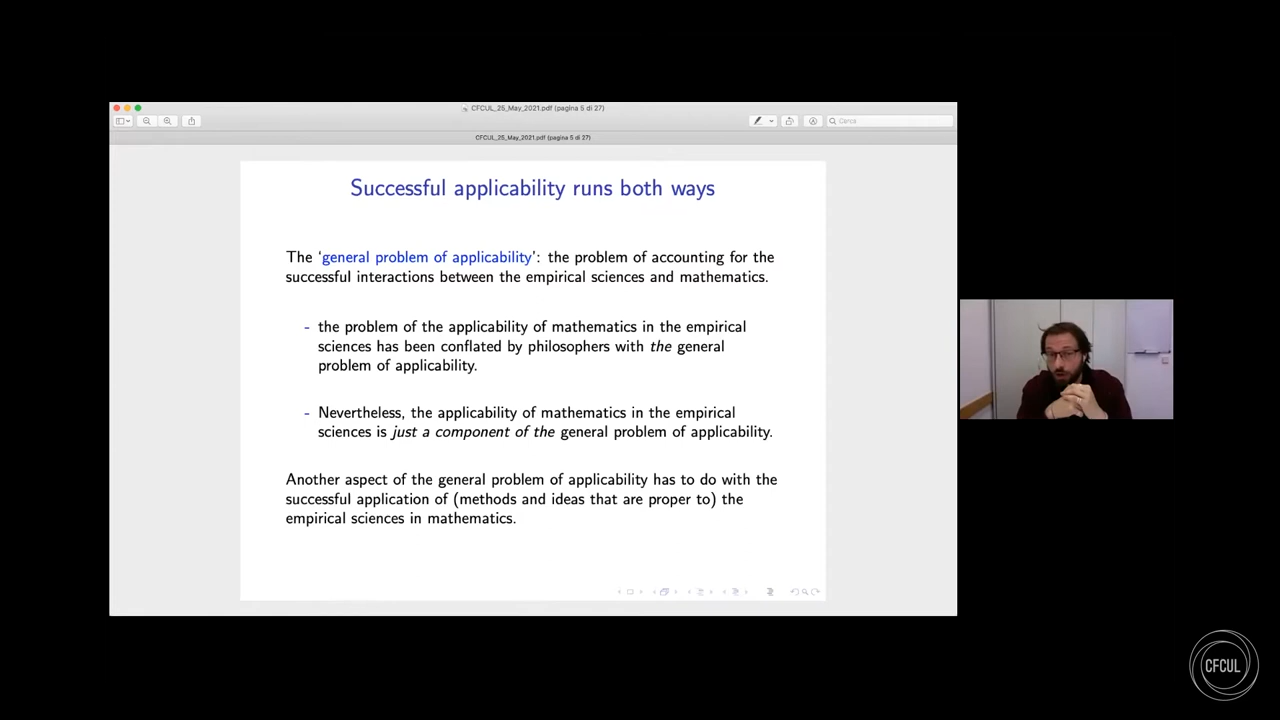 CFCUL_25_May_2021.pdf (pagina 5 di 27)
Cerca
CFCUL_25_May_2021.pdf (pagina 5 di 27)
Successful applicability runs both ways
The ‘general problem of applicability’: the problem of accounting for the
successful interactions between the empirical sciences and mathematics.
- the problem of the applicability of mathematics in the empirical
sciences has been conflated by philosophers with the general
problem of applicability.
- Nevertheless, the applicability of mathematics in the empirical
sciences is just a component of the general problem of applicability.
Another aspect of the general problem of applicability has to do with the
successful application of (methods and ideas that are proper to) the
empirical sciences in mathematics.
CFCUL